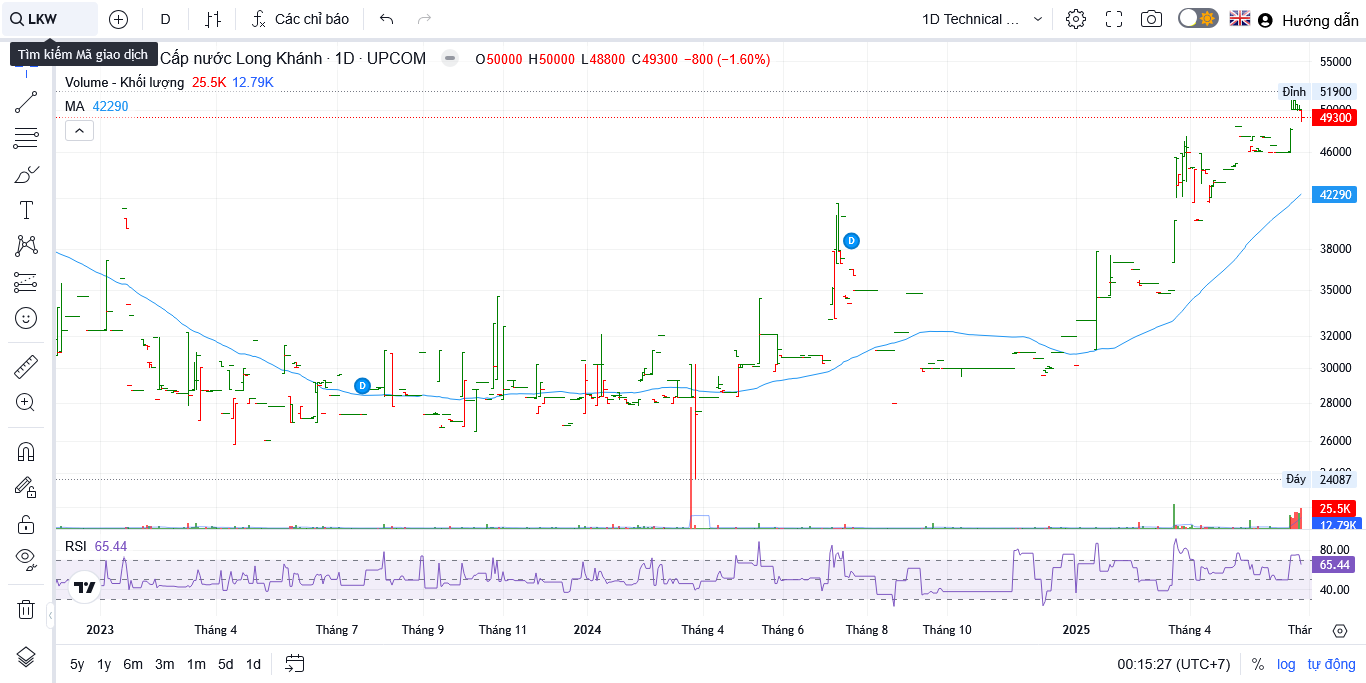 LKW D Các chỉ báo 1D Technical ... Hướng dẫn
Tìm kiếm Mã giao dịch
Cấp nước Long Khánh · 1D · UPCOM O50000 H50000 L48800 C49300 −800 (−1.60%)
Volume - Khối lượng 25.5K 12.79K
MA 42290
55000
Đỉnh 51900
50000
49300
46000
42290
38000
35000
32000
30000
28000
26000
Đáy 24087
25.5K
12.79K
RSI 65.44
80.00
65.44
40.00
D
D
2023 Tháng 4 Tháng 7 Tháng 9 Tháng 11 2024 Tháng 4 Tháng 6 Tháng 8 Tháng 10 2025 Tháng 4 Thár
5y 1y 6m 3m 1m 5d 1d 00:15:27 (UTC+7) % log tự động